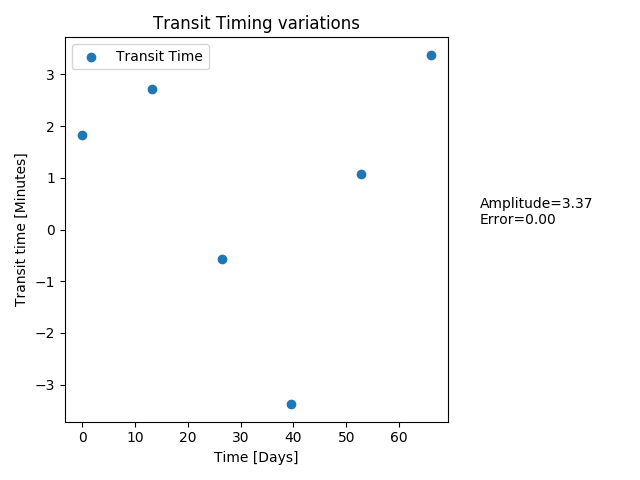 Transit Timing variations
Transit Time
3
2
1
0
−1
−2
−3
Transit time [Minutes]
Amplitude=3.37
Error=0.00
0 10 20 30 40 50 60
Time [Days]